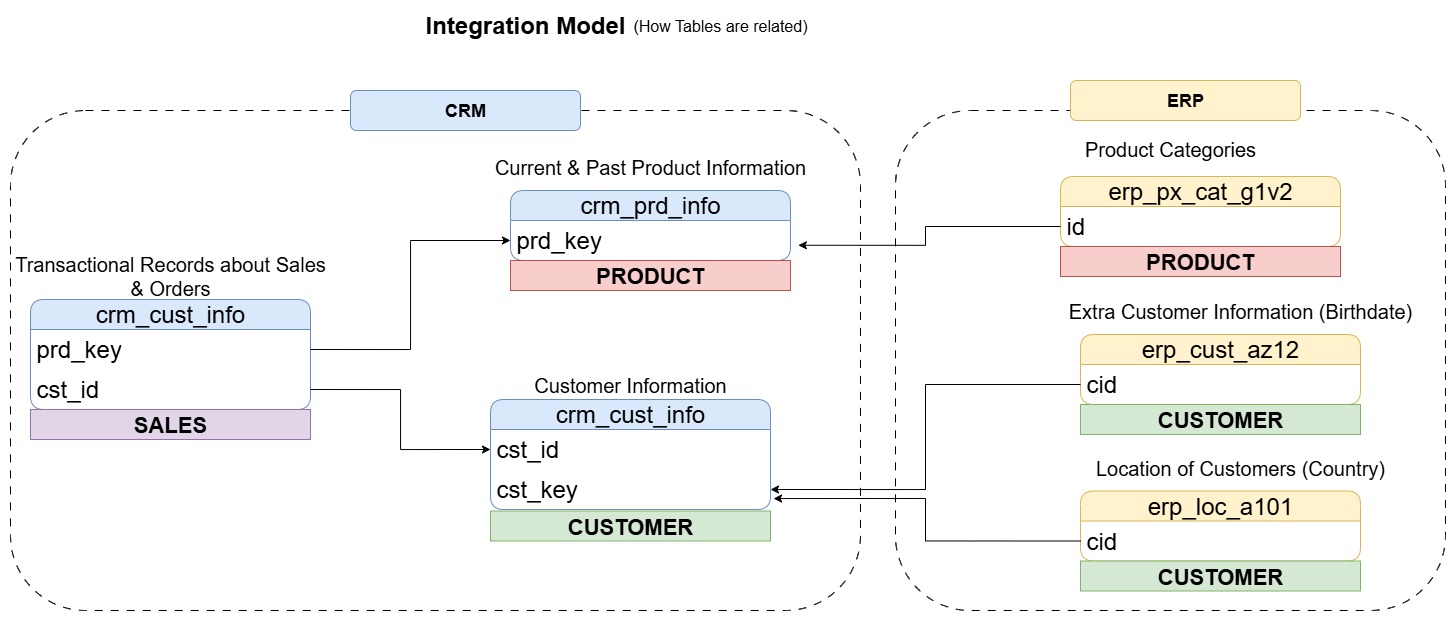 Integration Model (How Tables are related)
CRM
Current & Past Product Information
crm_prd_info
prd_key
PRODUCT
Transactional Records about Sales
& Orders
crm_cust_info
prd_key
cst_id
SALES
Customer Information
crm_cust_info
cst_id
cst_key
CUSTOMER
ERP
Product Categories
erp_px_cat_g1v2
id
PRODUCT
Extra Customer Information (Birthdate)
erp_cust_az12
cid
CUSTOMER
Location of Customers (Country)
erp_loc_a101
cid
CUSTOMER